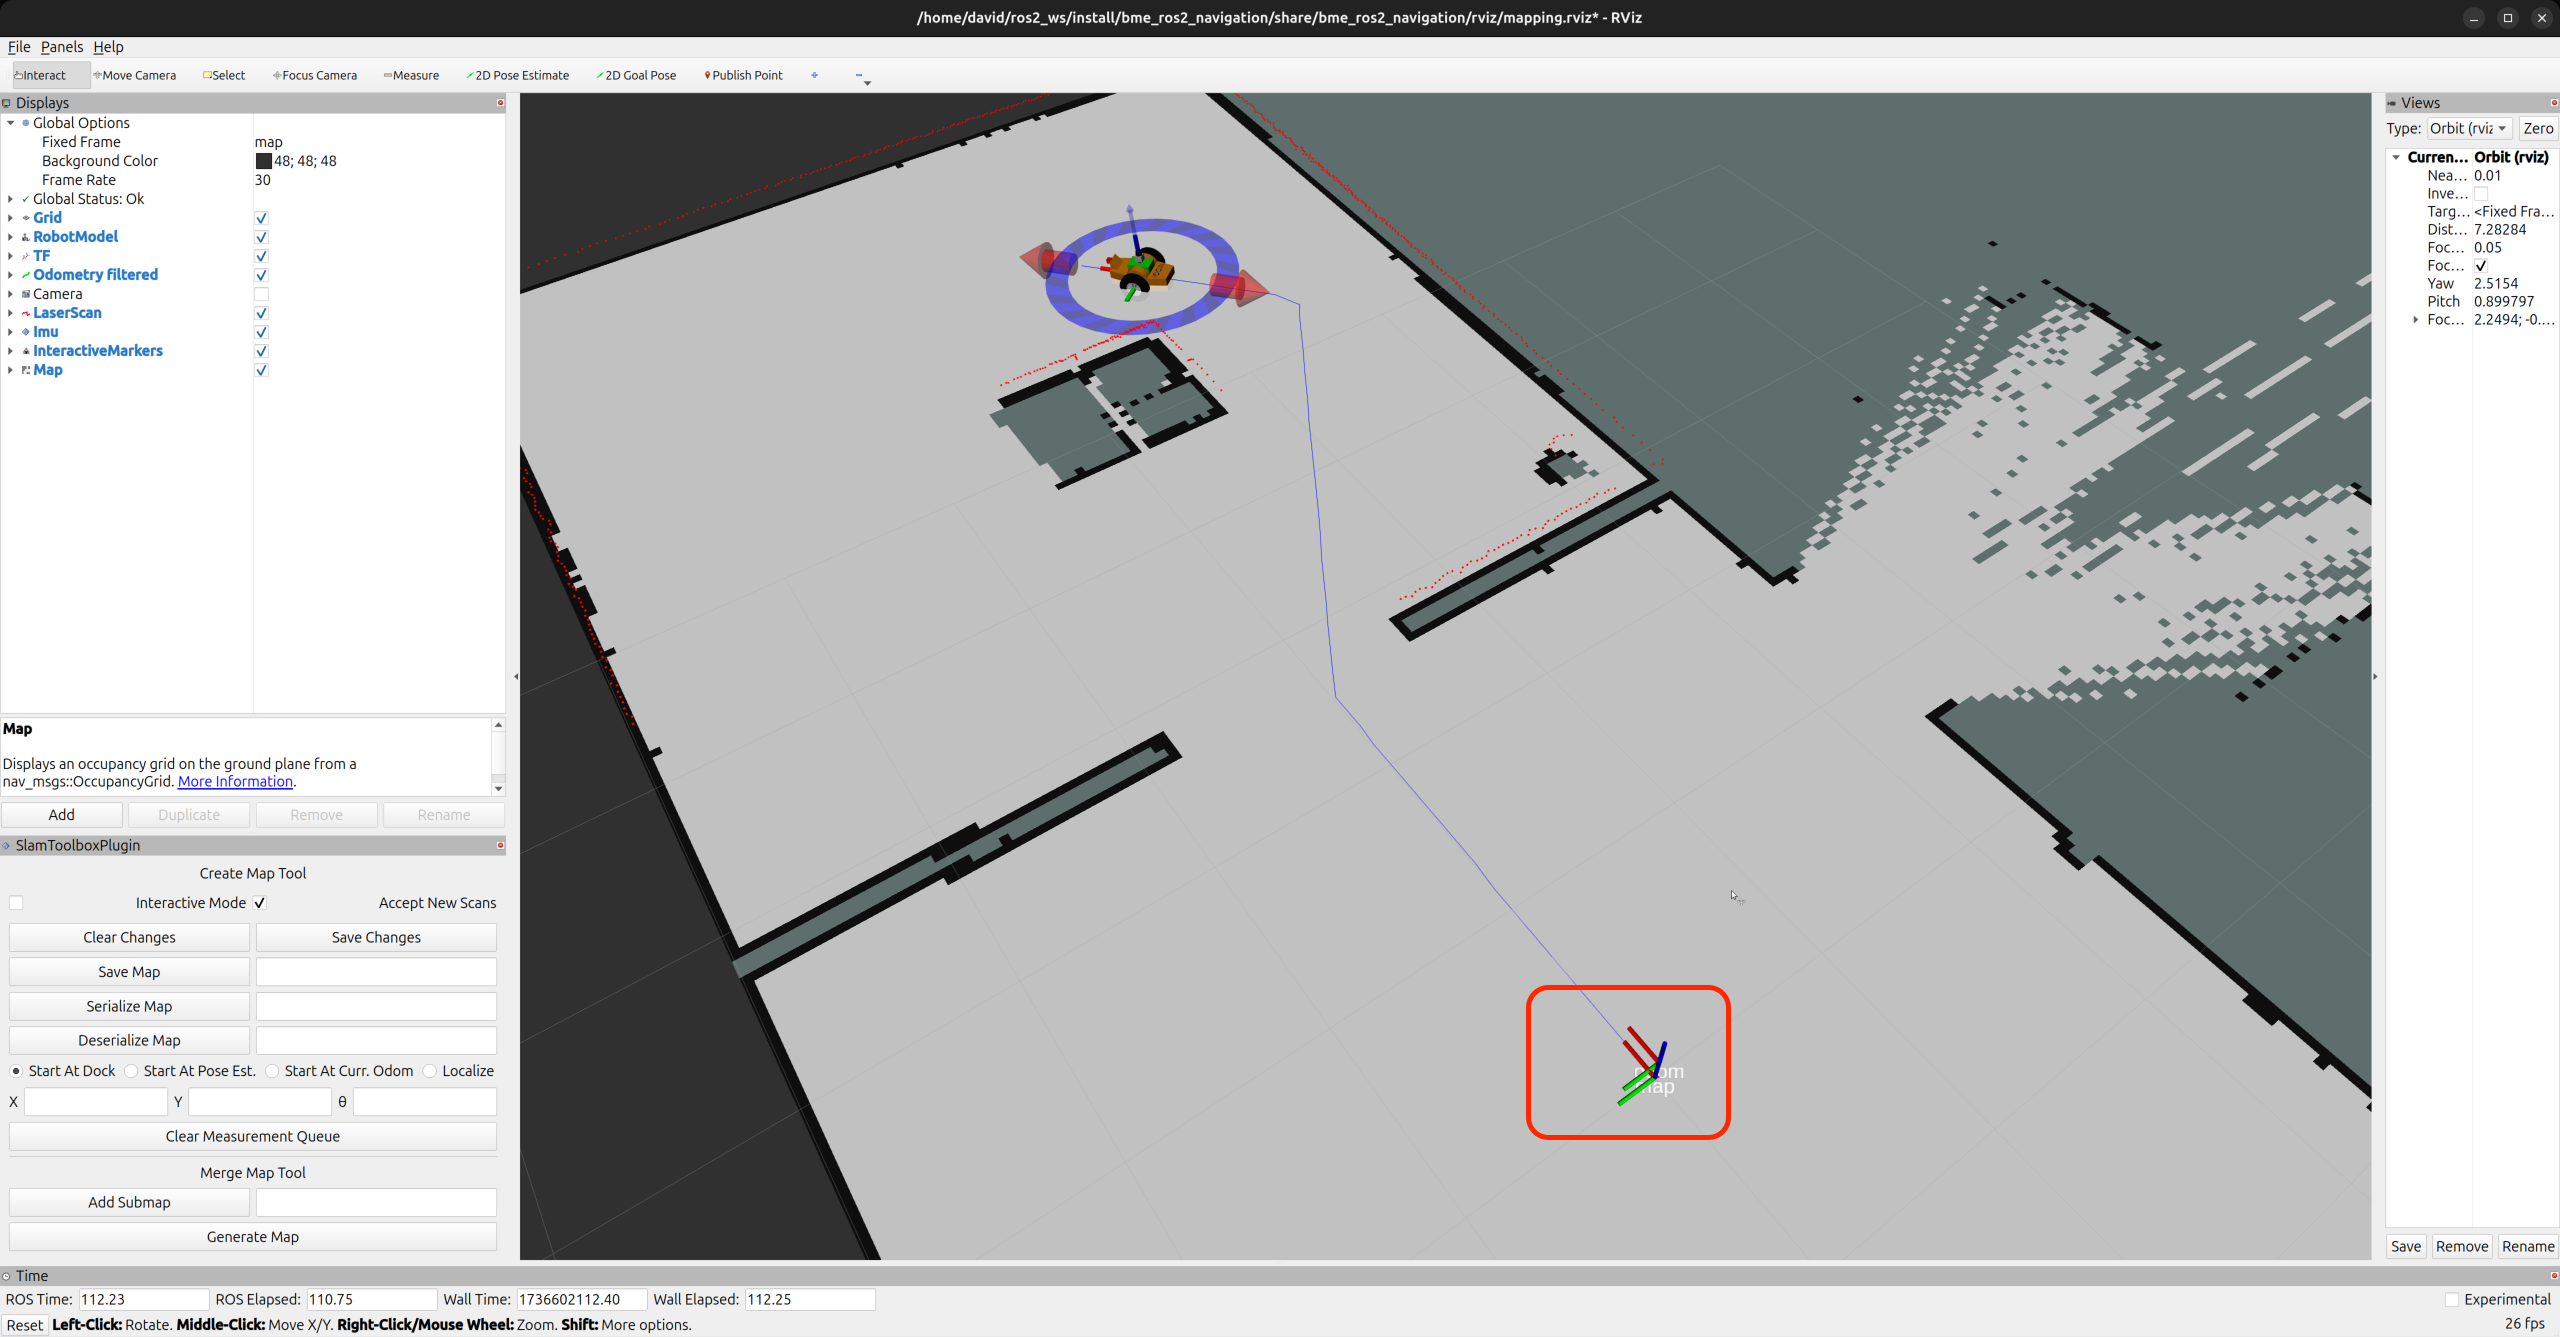 /home/david/ros2_ws/install/bme_ros2_navigation/share/bme_ros2_navigation/rviz/mapping.rviz* - RViz
File Panels Help
Interact Move Camera Select Focus Camera Measure 2D Pose Estimate 2D Goal Pose Publish Point
Displays
Global Options
Fixed Frame map
Background Color 48; 48; 48
Frame Rate 30
Global Status: Ok
Grid
RobotModel
TF
Odometry filtered
Camera
LaserScan
Imu
InteractiveMarkers
Map
Map
Displays an occupancy grid on the ground plane from a
nav_msgs::OccupancyGrid. More Information.
Add Duplicate Remove Rename
SlamToolboxPlugin
Create Map Tool
Interactive Mode Accept New Scans
Clear Changes Save Changes
Save Map
Serialize Map
Deserialize Map
Start At Dock Start At Pose Est. Start At Curr. Odom Localize
X Y θ
Clear Measurement Queue
Merge Map Tool
Add Submap
Generate Map
odom
map
Views
Type: Orbit (rviz Zero
Curren... Orbit (rviz)
Nea... 0.01
Inve...
Targ... <Fixed Fra...
Dist... 7.28284
Foc... 0.05
Foc...
Yaw 2.5154
Pitch 0.899797
Foc... 2.2494; -0....
Save Remove Rename
Time
ROS Time: 112.23 ROS Elapsed: 110.75 Wall Time: 1736602112.40 Wall Elapsed: 112.25 Experimental
Reset Left-Click: Rotate. Middle-Click: Move X/Y. Right-Click/Mouse Wheel: Zoom. Shift: More options. 26 fps